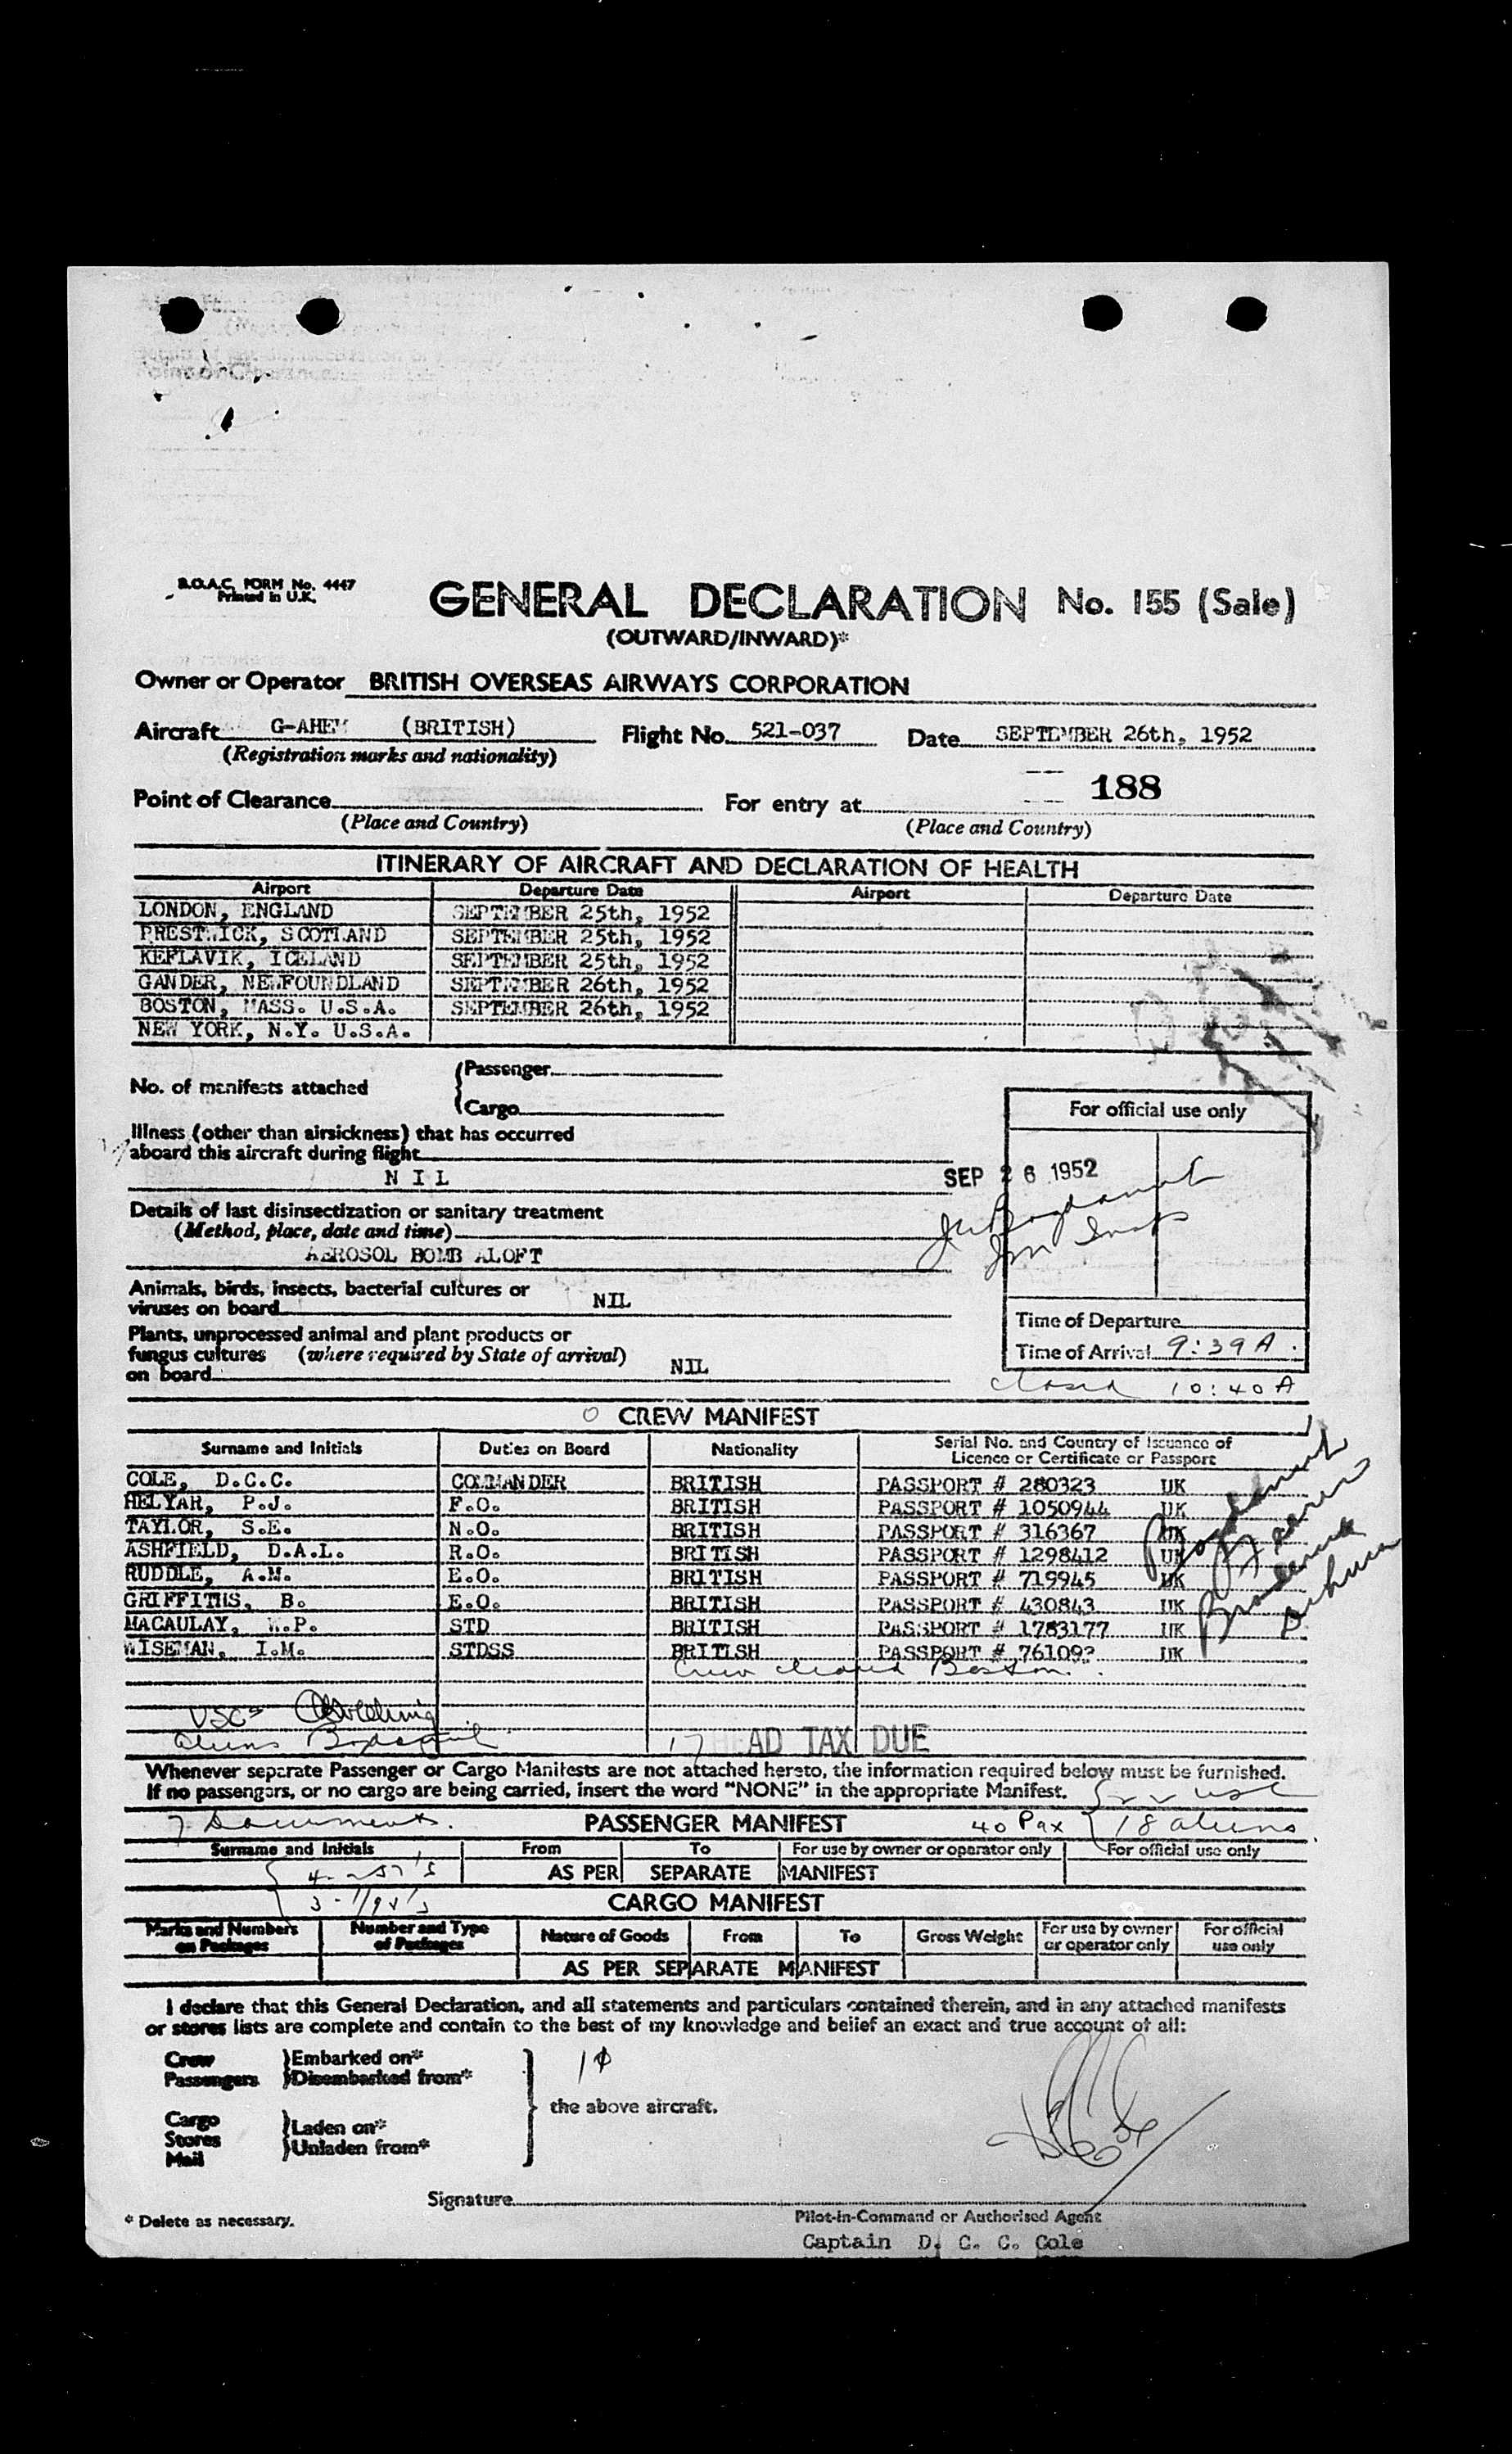 B.O.A.C. FORM No. 4447
Printed in U.K.
GENERAL DECLARATION No. 155 (Sale)
(OUTWARD/INWARD)*
Owner or Operator BRITISH OVERSEAS AIRWAYS CORPORATION
Aircraft (BRITISH) Flight No. 521-037 Date SEPTEMBER 26th, 1952
(Registration marks and nationality)
188
Point of Clearance For entry at
(Place and Country) (Place and Country)
ITINERARY OF AIRCRAFT AND DECLARATION OF HEALTH
Airport Departure Date Airport Departure Date
LONDON, ENGLAND SEPTEMBER 25th, 1952
PRESTWICK, SCOTLAND SEPTEMBER 25th, 1952
KEFLAVIK, ICELAND SEPTEMBER 25th, 1952
GANDER, NEWFOUNDLAND SEPTEMBER 26th, 1952
BOSTON, MASS. U.S.A. SEPTEMBER 26th, 1952
NEW YORK, N.Y. U.S.A.
No. of manifests attached
Passenger
Cargo
For official use only
Illness (other than airsickness) that has occurred
aboard this aircraft during flight
NIL
SEP 26 1952
Details of last disinsectization or sanitary treatment
(Method, place, date and time)
AEROSOL BOMB ALOFT
Animals, birds, insects, bacterial cultures or
viruses on board NIL
Plants, unprocessed animal and plant products or
fungus cultures (where required by State of arrival)
on board NIL
Time of Departure
Time of Arrival 9:39 A.
closed 10:40 A
CREW MANIFEST
Surname and Initials Duties on Board Nationality Serial No. and Country of Issuance of
Licence or Certificate or Passport
COLE, D.C.C. COMMANDER BRITISH PASSPORT # 280323 UK
HELYAR, P.J. F.O. BRITISH PASSPORT # 1050944 UK
TAYLOR, S.E. N.O. BRITISH PASSPORT # 316367 UK
ASHFIELD, D.A.L. R.O. BRITISH PASSPORT # 1298412 UK
RUDDLE, A.M. E.O. BRITISH PASSPORT # 719945 UK
GRIFFITHS, B. E.O. BRITISH PASSPORT # 430843 UK
MACAULAY, W.P. STD BRITISH PASSPORT # 1783177 UK
WISEMAN, I.M. STDSS BRITISH PASSPORT # UK
Crew cleared Boston.
USCs
Aliens
17 HEAD TAX DUE
Whenever separate Passenger or Cargo Manifests are not attached hereto, the information required below must be furnished.
If no passengers, or no cargo are being carried, insert the word "NONE" in the appropriate Manifest.
7 Documents. PASSENGER MANIFEST 40 Pax 18 aliens.
Surname and Initials From To For use by owner or operator only For official use only
AS PER SEPARATE MANIFEST
CARGO MANIFEST
Marks and Numbers on Packages Number and Type of Packages Nature of Goods From To Gross Weight For use by owner or operator only For official use only
AS PER SEPARATE MANIFEST
I declare that this General Declaration, and all statements and particulars contained therein, and in any attached manifests
or stores lists are complete and contain to the best of my knowledge and belief an exact and true account of all:
Crew Embarked on*
Passengers Disembarked from*
the above aircraft.
Cargo Laden on*
Stores
Mail Unladen from*
Signature
* Delete as necessary.
Pilot-in-Command or Authorised Agent
Captain D. C. C. Cole